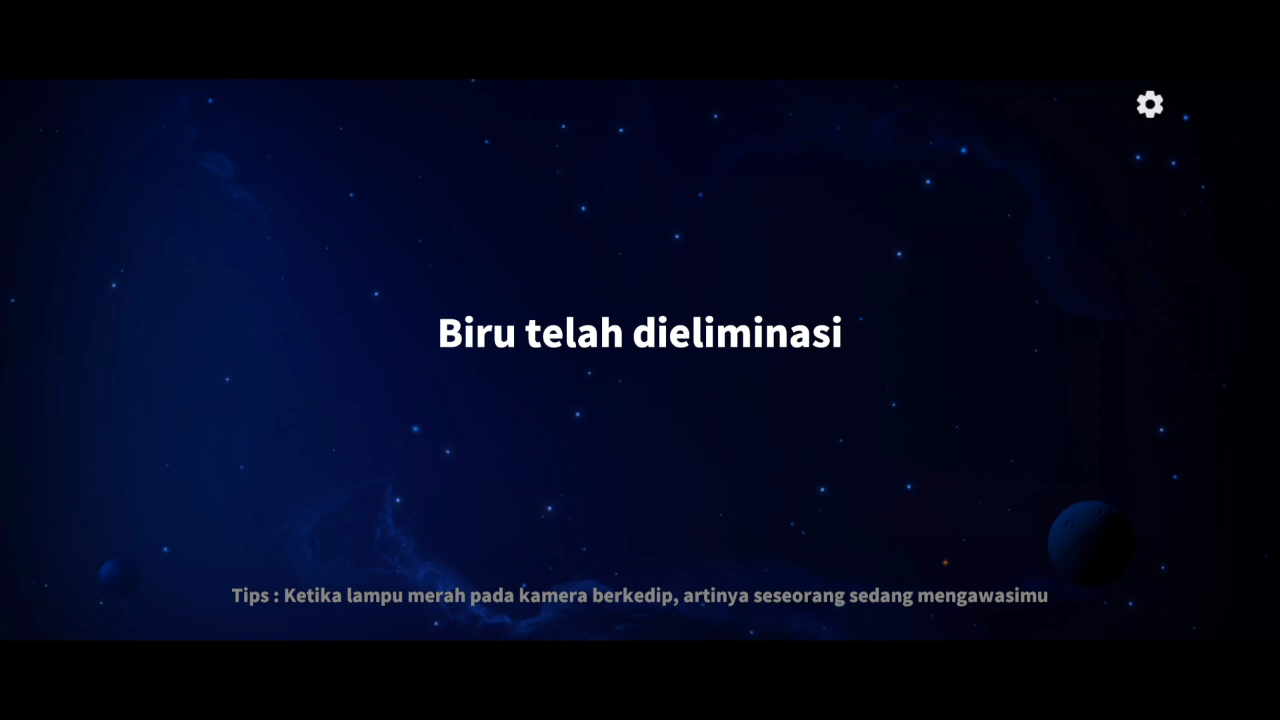 Biru telah dieliminasi
Tips : Ketika lampu merah pada kamera berkedip, artinya seseorang sedang mengawasimu